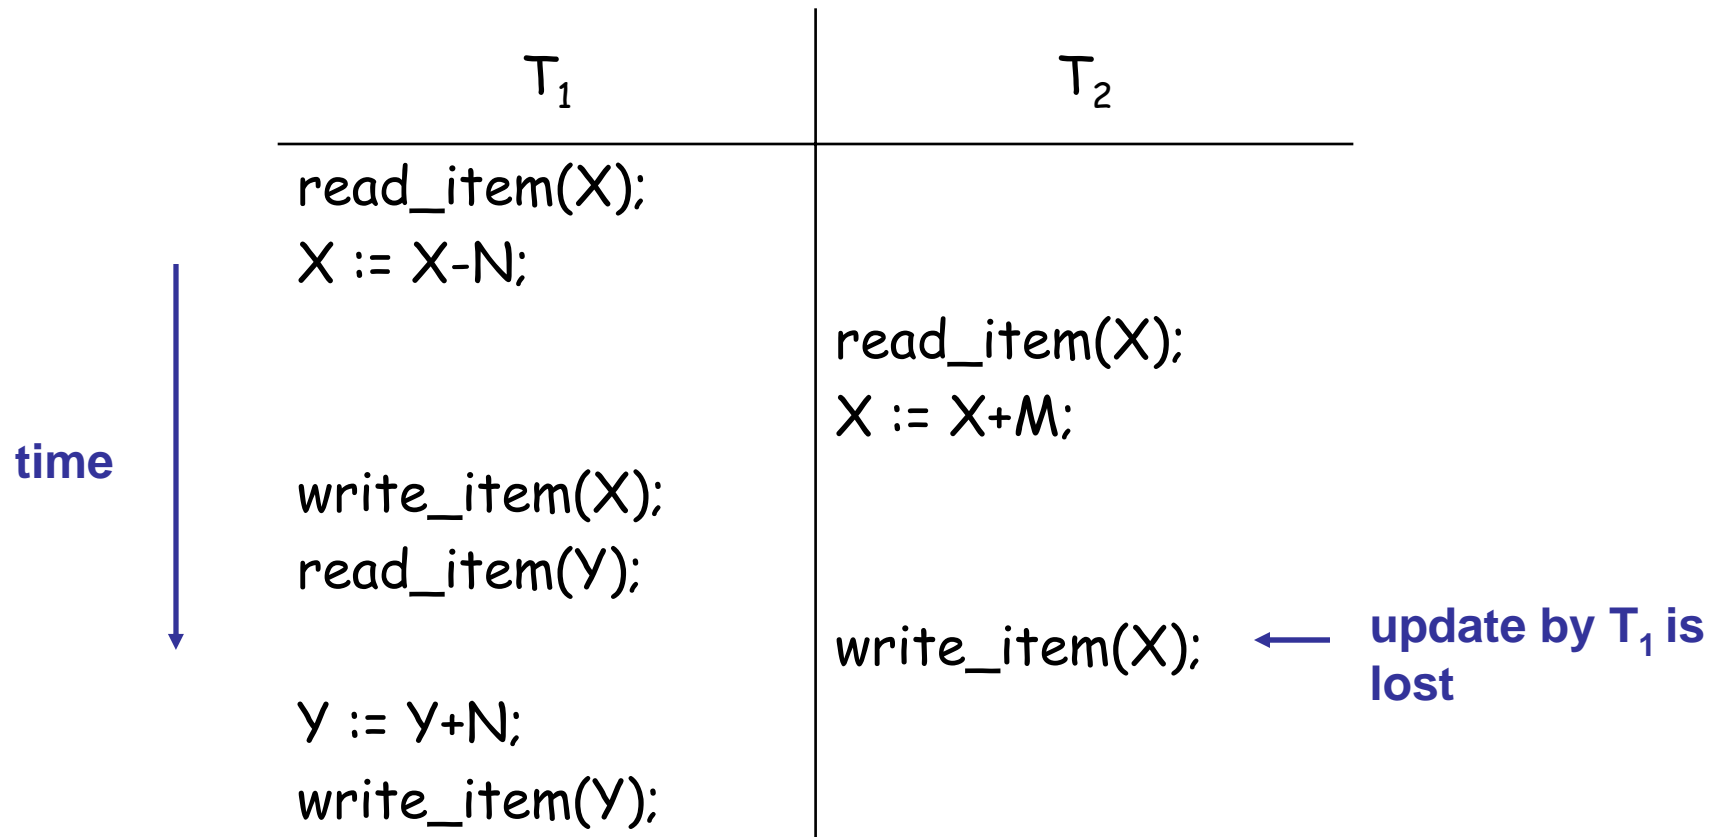 T₁ T₂
read_item(X);
X := X-N;
read_item(X);
X := X+M;
time
write_item(X);
read_item(Y);
write_item(X);
update by T₁ is
lost
Y := Y+N;
write_item(Y);